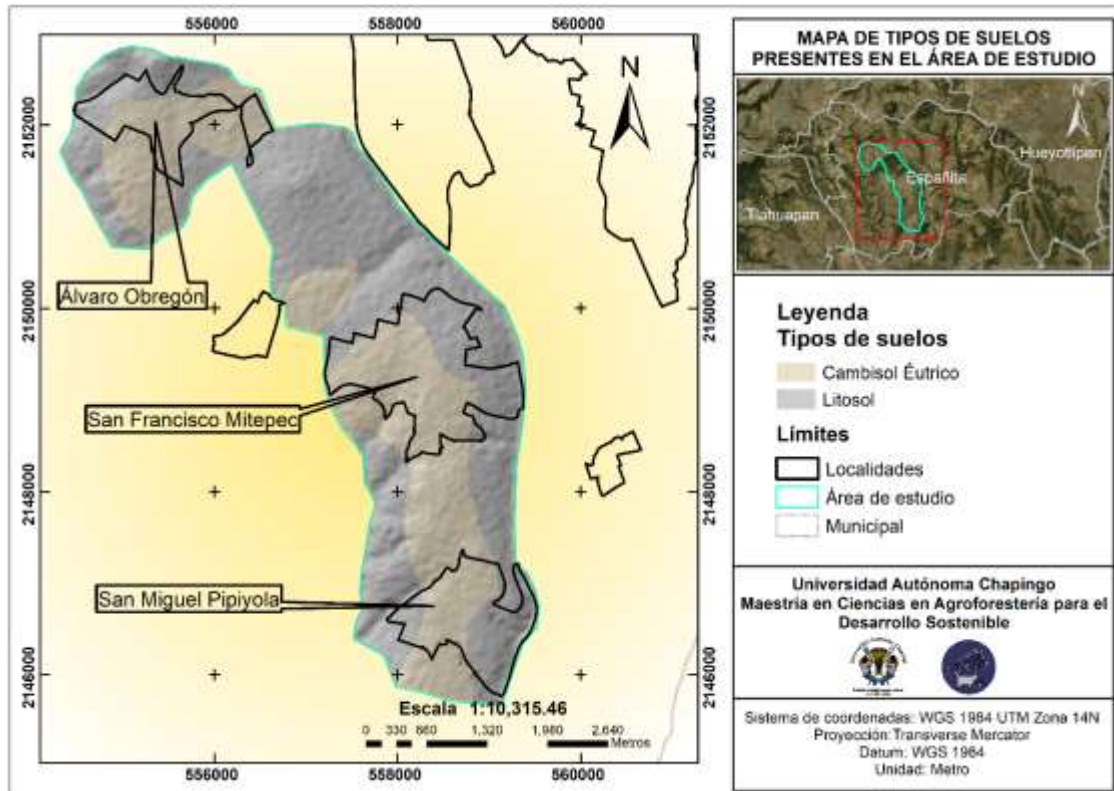 556000
558000
560000
2152000
2150000
2148000
2146000
N
Álvaro Obregón
San Francisco Mitepec
San Miguel Pipiyola
Escala 1:10,315.46
0 330 660 1,320 1,980 2,640
Metros
2152000
2150000
2148000
2146000
556000
558000
560000
MAPA DE TIPOS DE SUELOS
PRESENTES EN EL ÁREA DE ESTUDIO
N
Hueyotlipan
Españita
Tlahuapan
Leyenda
Tipos de suelos
Cambisol Éutrico
Litosol
Límites
Localidades
Área de estudio
Municipal
Universidad Autónoma Chapingo
Maestría en Ciencias en Agroforestería para el
Desarrollo Sostenible
Sistema de coordenadas: WGS 1984 UTM Zona 14N
Proyección: Transverse Mercator
Datum: WGS 1984
Unidad: Metro